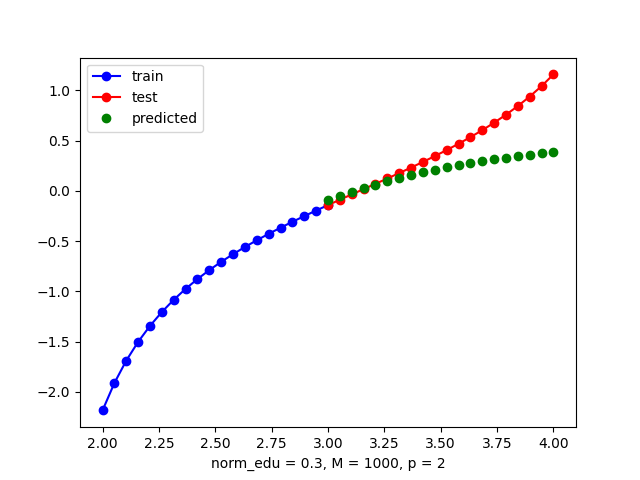 train
test
predicted
1.0
0.5
0.0
−0.5
−1.0
−1.5
−2.0
2.00 2.25 2.50 2.75 3.00 3.25 3.50 3.75 4.00
norm_edu = 0.3, M = 1000, p = 2